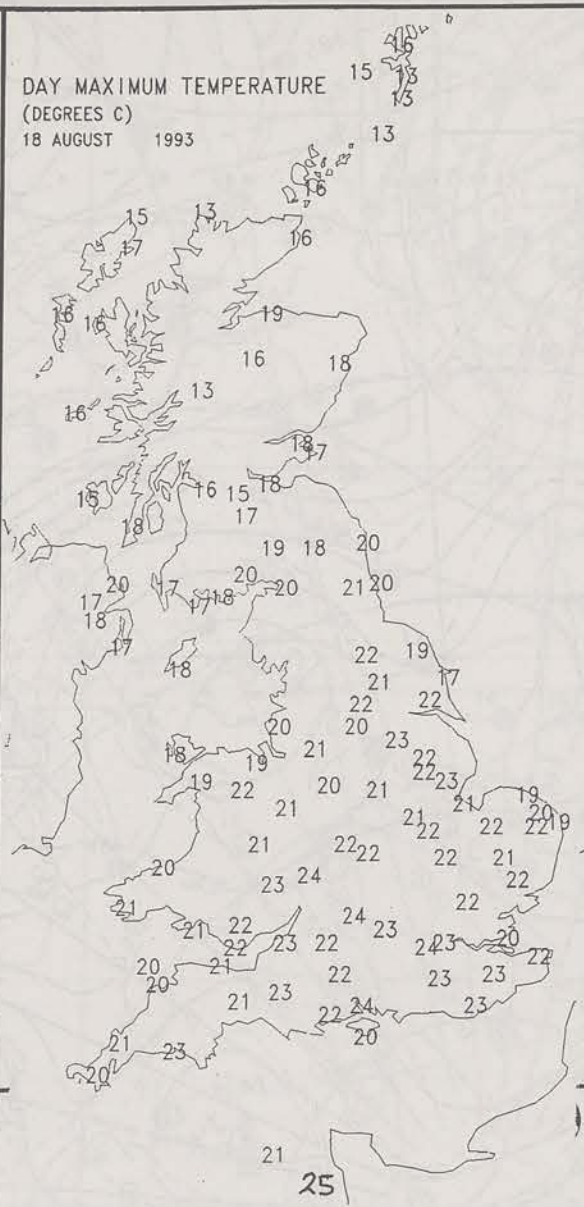 DAY MAXIMUM TEMPERATURE
(DEGREES C)
18 AUGUST 1993
16
15 13
13
13
16
15 13
17 16
16 16 19
16 18
13
16
18
17
18
16 15
15 17
18
19 18 20
20 20 20
17 17 18 21 20
17
18
17 22 19
18 21 17
22 22
20 20
18 21 23
19 22
19 22 20 21 22 23
21 21 19
21 20
22 22 22 19
21 22 22 22 21
20 24 22
23
21 24 22
21 22 23
22 23 22 24 23 20
20 21 22
20 22 23 23
21 23 24 23
22
21 23 20
20
21
25